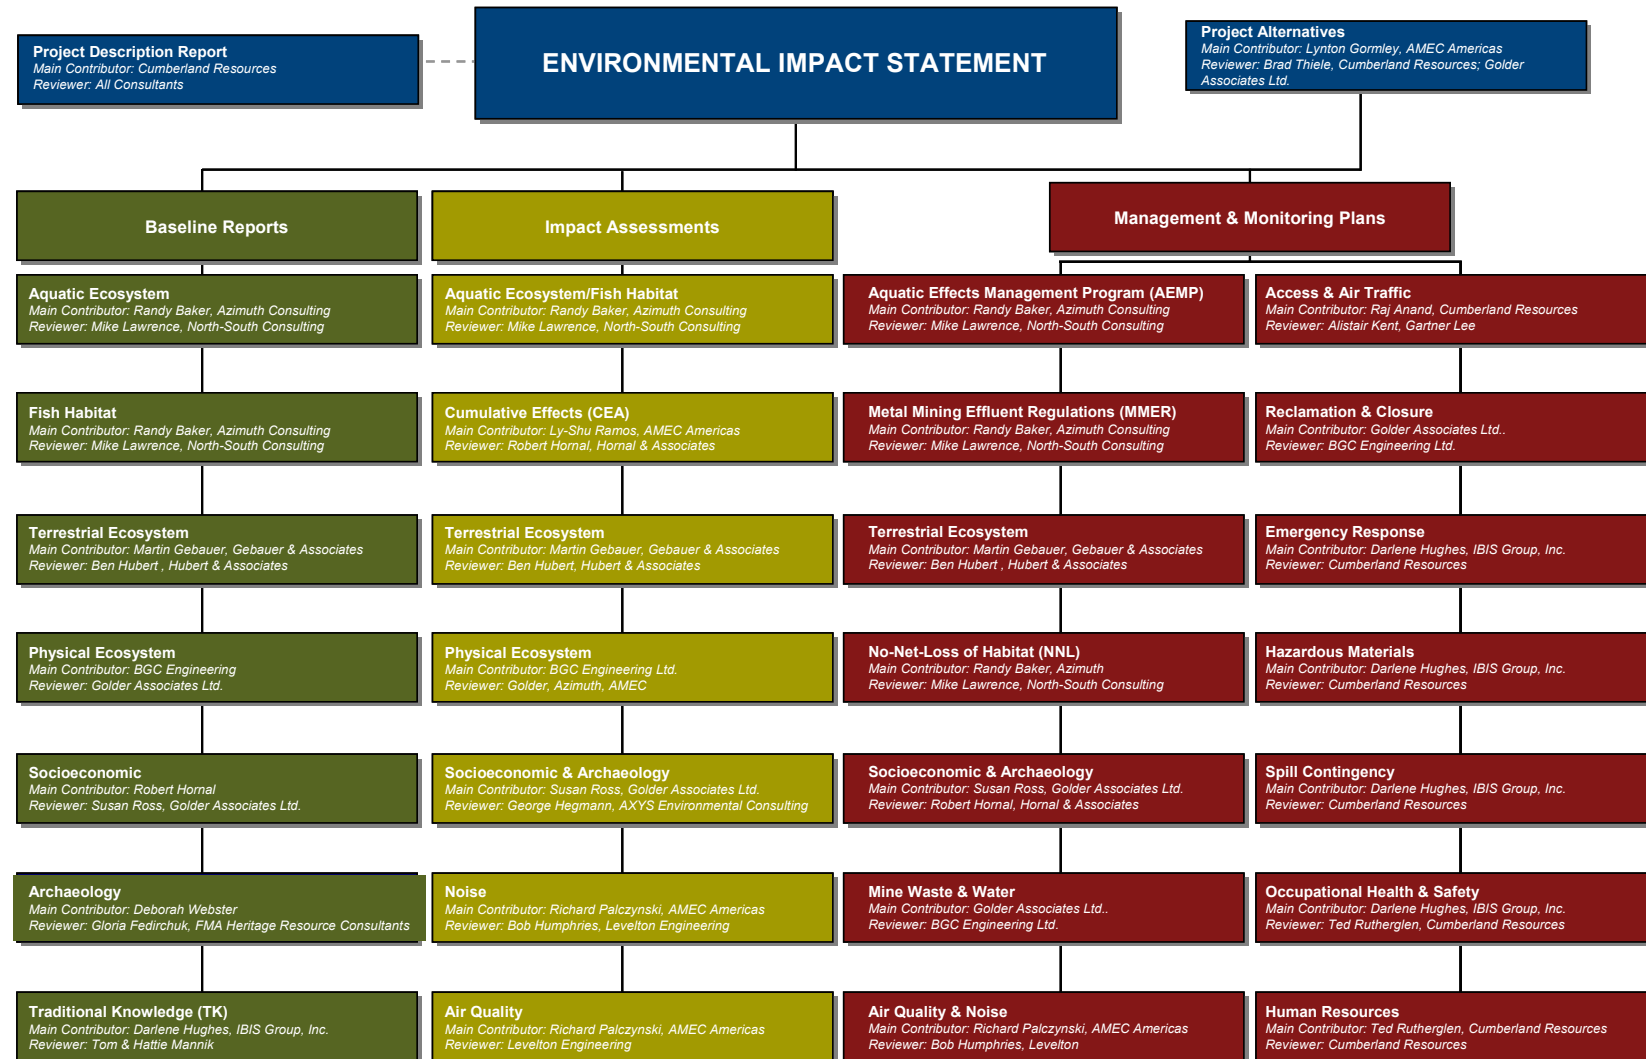 Project Description Report
Main Contributor: Cumberland Resources
Reviewer: All Consultants
ENVIRONMENTAL IMPACT STATEMENT
Project Alternatives
Main Contributor: Lynton Gormley, AMEC Americas
Reviewer: Brad Thiele, Cumberland Resources; Golder
Associates Ltd.
Baseline Reports
Aquatic Ecosystem
Main Contributor: Randy Baker, Azimuth Consulting
Reviewer: Mike Lawrence, North-South Consulting
Fish Habitat
Main Contributor: Randy Baker, Azimuth Consulting
Reviewer: Mike Lawrence, North-South Consulting
Terrestrial Ecosystem
Main Contributor: Martin Gebauer, Gebauer & Associates
Reviewer: Ben Hubert , Hubert & Associates
Physical Ecosystem
Main Contributor: BGC Engineering
Reviewer: Golder Associates Ltd.
Socioeconomic
Main Contributor: Robert Hornal
Reviewer: Susan Ross, Golder Associates Ltd.
Archaeology
Main Contributor: Deborah Webster
Reviewer: Gloria Fedirchuk, FMA Heritage Resource Consultants
Traditional Knowledge (TK)
Main Contributor: Darlene Hughes, IBIS Group, Inc.
Reviewer: Tom & Hattie Mannik
Impact Assessments
Aquatic Ecosystem/Fish Habitat
Main Contributor: Randy Baker, Azimuth Consulting
Reviewer: Mike Lawrence, North-South Consulting
Cumulative Effects (CEA)
Main Contributor: Ly-Shu Ramos, AMEC Americas
Reviewer: Robert Hornal, Hornal & Associates
Terrestrial Ecosystem
Main Contributor: Martin Gebauer, Gebauer & Associates
Reviewer: Ben Hubert, Hubert & Associates
Physical Ecosystem
Main Contributor: BGC Engineering Ltd.
Reviewer: Golder, Azimuth, AMEC
Socioeconomic & Archaeology
Main Contributor: Susan Ross, Golder Associates Ltd.
Reviewer: George Hegmann, AXYS Environmental Consulting
Noise
Main Contributor: Richard Palczynski, AMEC Americas
Reviewer: Bob Humphries, Levelton Engineering
Air Quality
Main Contributor: Richard Palczynski, AMEC Americas
Reviewer: Levelton Engineering
Management & Monitoring Plans
Aquatic Effects Management Program (AEMP)
Main Contributor: Randy Baker, Azimuth Consulting
Reviewer: Mike Lawrence, North-South Consulting
Metal Mining Effluent Regulations (MMER)
Main Contributor: Randy Baker, Azimuth Consulting
Reviewer: Mike Lawrence, North-South Consulting
Terrestrial Ecosystem
Main Contributor: Martin Gebauer, Gebauer & Associates
Reviewer: Ben Hubert , Hubert & Associates
No-Net-Loss of Habitat (NNL)
Main Contributor: Randy Baker, Azimuth
Reviewer: Mike Lawrence, North-South Consulting
Socioeconomic & Archaeology
Main Contributor: Susan Ross, Golder Associates Ltd.
Reviewer: Robert Hornal, Hornal & Associates
Mine Waste & Water
Main Contributor: Golder Associates Ltd..
Reviewer: BGC Engineering Ltd.
Air Quality & Noise
Main Contributor: Richard Palczynski, AMEC Americas
Reviewer: Bob Humphries, Levelton
Access & Air Traffic
Main Contributor: Raj Anand, Cumberland Resources
Reviewer: Alistair Kent, Gartner Lee
Reclamation & Closure
Main Contributor: Golder Associates Ltd..
Reviewer: BGC Engineering Ltd.
Emergency Response
Main Contributor: Darlene Hughes, IBIS Group, Inc.
Reviewer: Cumberland Resources
Hazardous Materials
Main Contributor: Darlene Hughes, IBIS Group, Inc.
Reviewer: Cumberland Resources
Spill Contingency
Main Contributor: Darlene Hughes, IBIS Group, Inc.
Reviewer: Cumberland Resources
Occupational Health & Safety
Main Contributor: Darlene Hughes, IBIS Group, Inc.
Reviewer: Ted Rutherglen, Cumberland Resources
Human Resources
Main Contributor: Ted Rutherglen, Cumberland Resources
Reviewer: Cumberland Resources